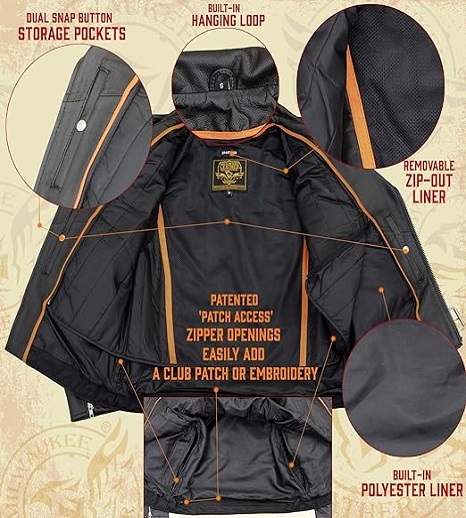 DUAL SNAP BUTTON
STORAGE POCKETS
BUILT-IN
HANGING LOOP
REMOVABLE
ZIP-OUT
LINER
PATENTED
'PATCH ACCESS'
ZIPPER OPENINGS
EASILY ADD
A CLUB PATCH OR EMBROIDERY
BUILT-IN
POLYESTER LINER
MILWAUKEE ®